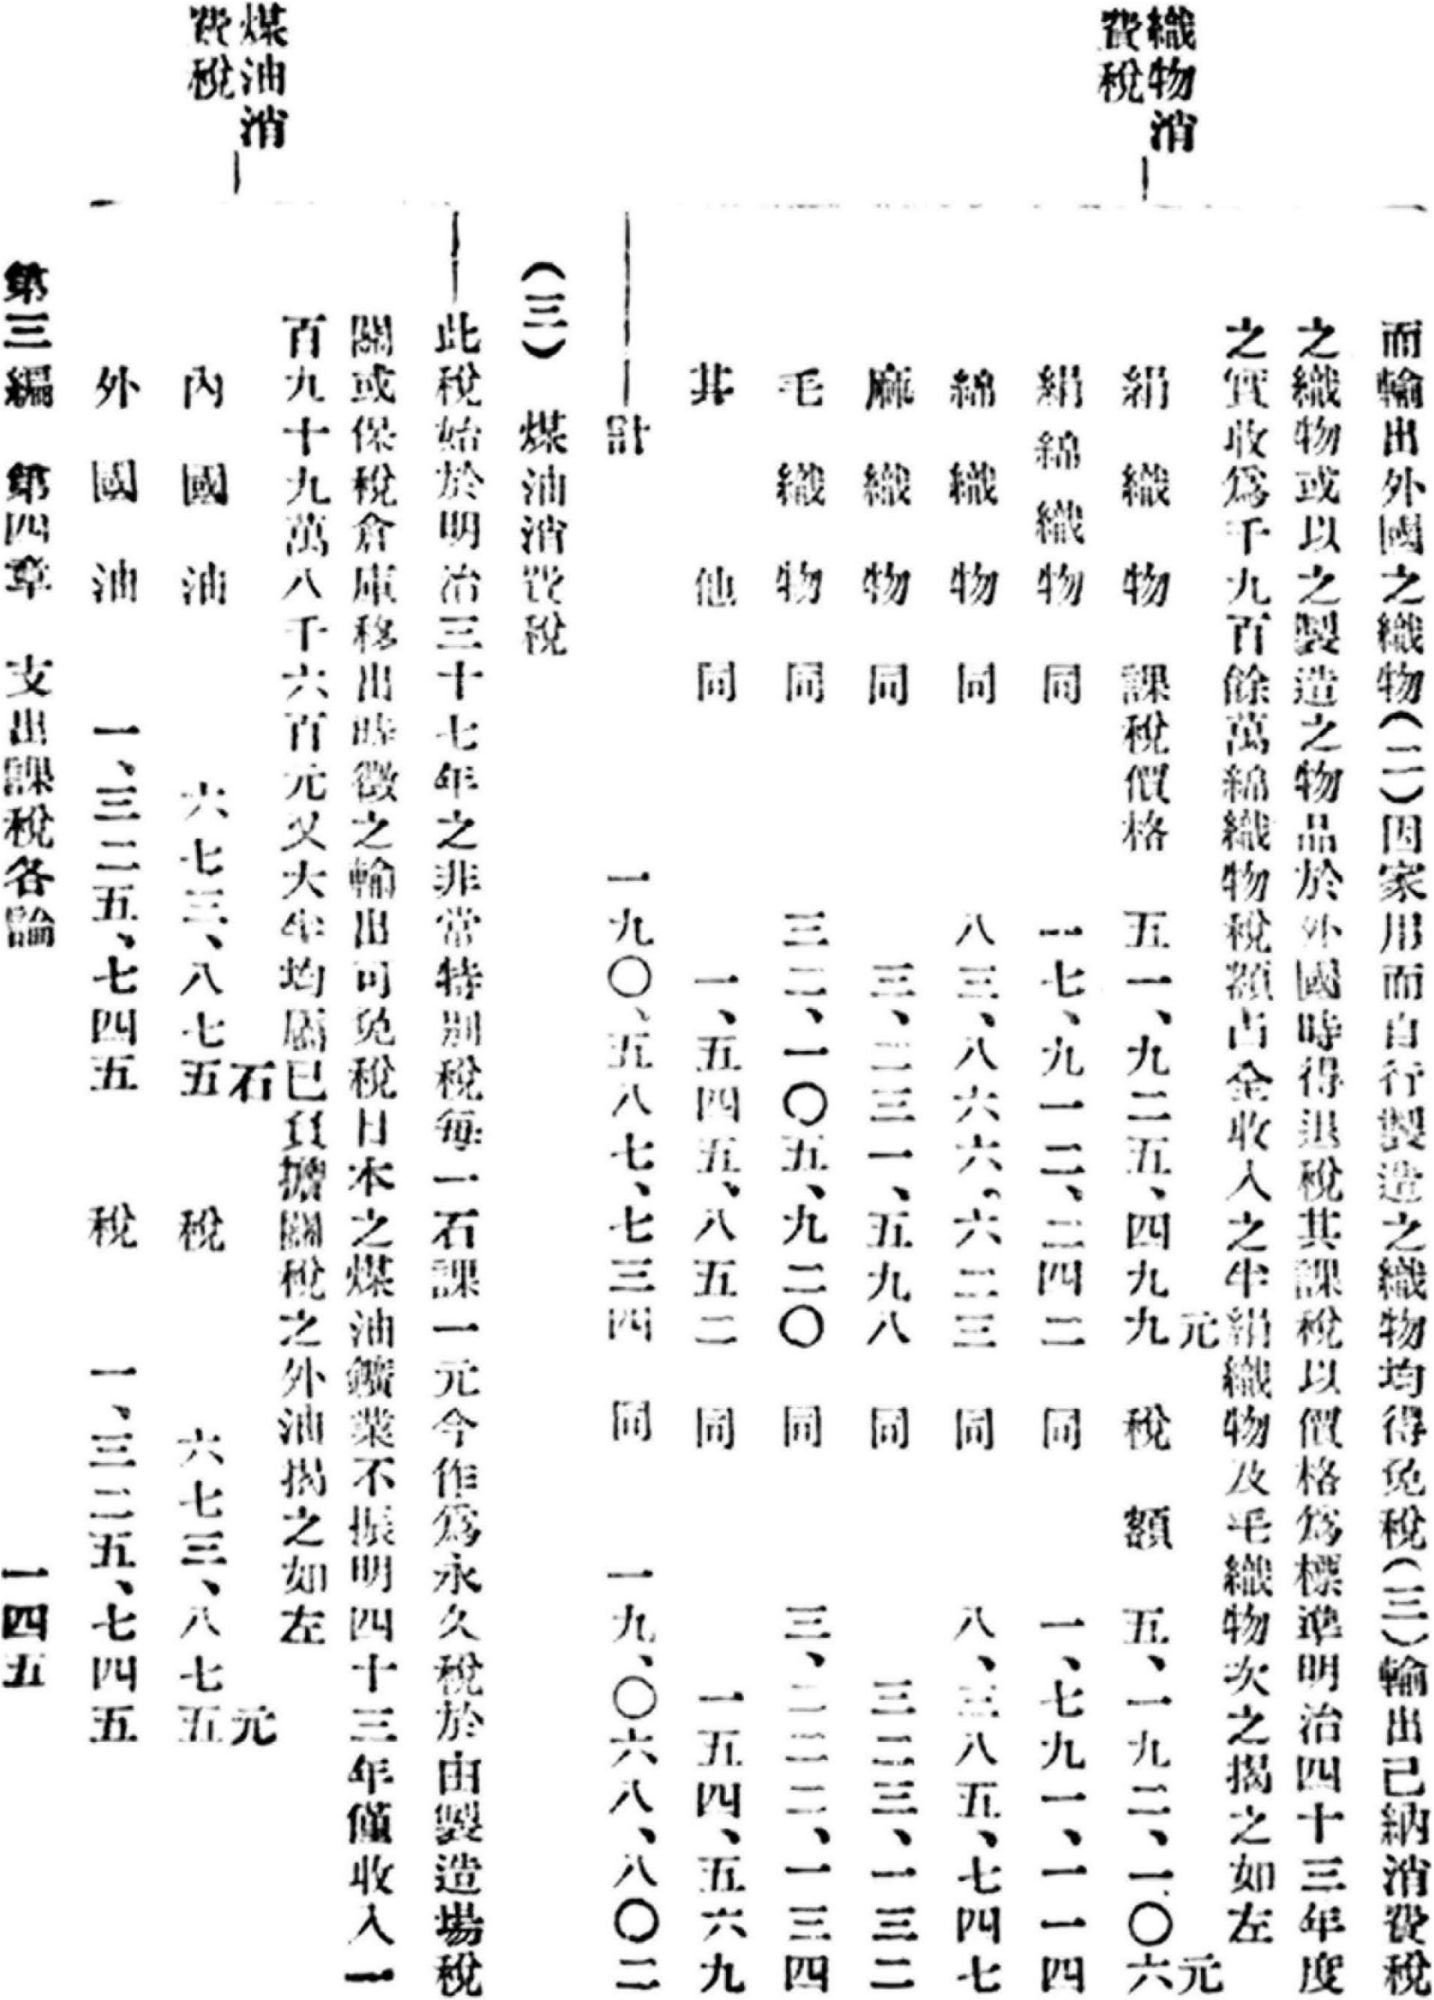 織物消
費稅
而輸出外國之織物(二)因家用而自行製造之織物均得免稅(三)輸出已納消費稅
之織物或以之製造之物品於外國時得退稅其課稅以價格爲標準明治四十三年度
之實收爲千九百餘萬綿織物稅額占全收入之半絹織物及毛織物次之揭之如左
絹織物 課稅價格 五一、九二五、四九九元 稅額 五、一九二、一〇六元
絹綿織物 同 一七、九一二、二四二 同 一、七九一、一一四
綿織物 同 八三、八六六、六二三 同 八、三八五、七四七
麻織物 同 三、二三一、五九八 同 三二三、一三二
毛織物 同 三二、一〇五、九二〇 同 三、二二二、一三四
其他 同 一、五四五、八五二 同 一五四、五六九
計 一九〇、五八七、七三四 同 一九、〇六八、八〇二
(三) 煤油消費稅
煤油消
費稅
此稅始於明治三十七年之非常特別稅每一石課一元今作爲永久稅於由製造場稅
關或保稅倉庫移出時徵之輸出可免稅日本之煤油鑛業不振明四十三年僅收入一
百九十九萬八千六百元又大半均屬已負擔關稅之外油揭之如左
內國油 六七三、八七五石 稅 六七三、八七五元
外國油 一、三二五、七四五 稅 一、三二五、七四五
第三編 第四章 支出課稅各論 一四五